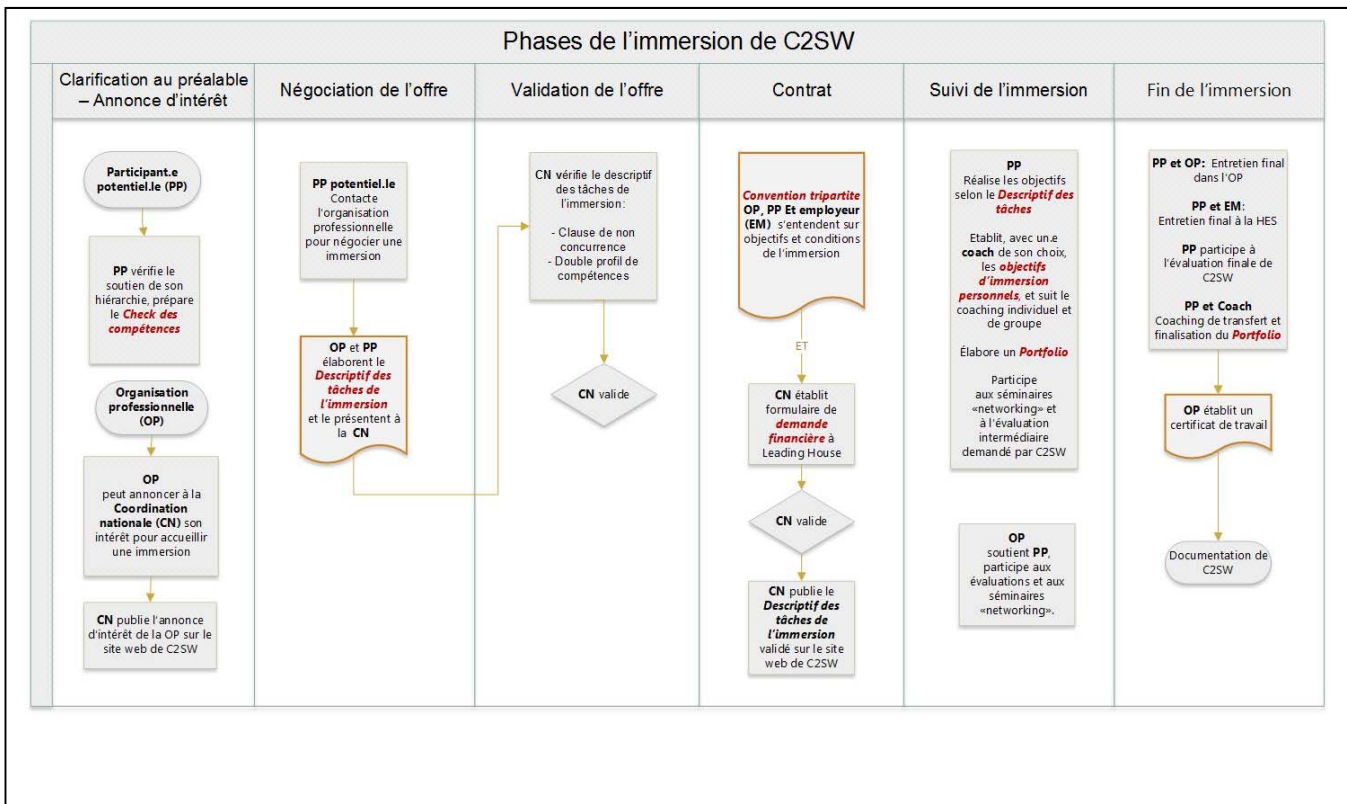 Phases de l'immersion de C2SW
Clarification au préalable
– Annonce d'intérêt
Négociation de l'offre
Validation de l'offre
Contrat
Suivi de l'immersion
Fin de l'immersion
Participant.e
potentiel.le (PP)
PP vérifie le
soutien de son
hiérarchie, prépare
le Check des
compétences
Organisation
professionnelle
(OP)
OP
peut annoncer à la
Coordination
nationale (CN) son
intérêt pour accueillir
une immersion
CN publie l'annonce
d'intérêt de la OP sur le
site web de C2SW
PP potentiel.le
Contacte
l'organisation
professionnelle
pour négocier une
immersion
OP et PP
élaborent le
Descriptif des
tâches de
l'immersion
et le présentent à
la CN
CN vérifie le descriptif
des tâches de
l'immersion:
- Clause de non
concurrence
- Double profil de
compétences
CN valide
Convention tripartite
OP, PP Et employeur
(EM) s'entendent sur
objectifs et conditions
de l'immersion
ET
CN établit
formulaire de
demande
financière à
Leading House
CN valide
CN publie le
Descriptif des
tâches de
l'immersion
validé sur le site
web de C2SW
PP
Réalise les objectifs
selon le Descriptif des
tâches
Etablit, avec un.e
coach de son choix,
les objectifs
d'immersion
personnels, et suit le
coaching individuel et
de groupe
Élabore un Portfolio
Participe
aux séminaires
«networking» et
à l'évaluation
intermédiaire
demandé par C2SW
OP
soutient PP,
participe aux
évaluations et aux
séminaires
«networking».
PP et OP: Entretien final
dans l'OP
PP et EM:
Entretien final à la HES
PP participe à
l'évaluation finale de
C2SW
PP et Coach
Coaching de transfert et
finalisation du Portfolio
OP établit un
certificat de travail
Documentation de
C2SW